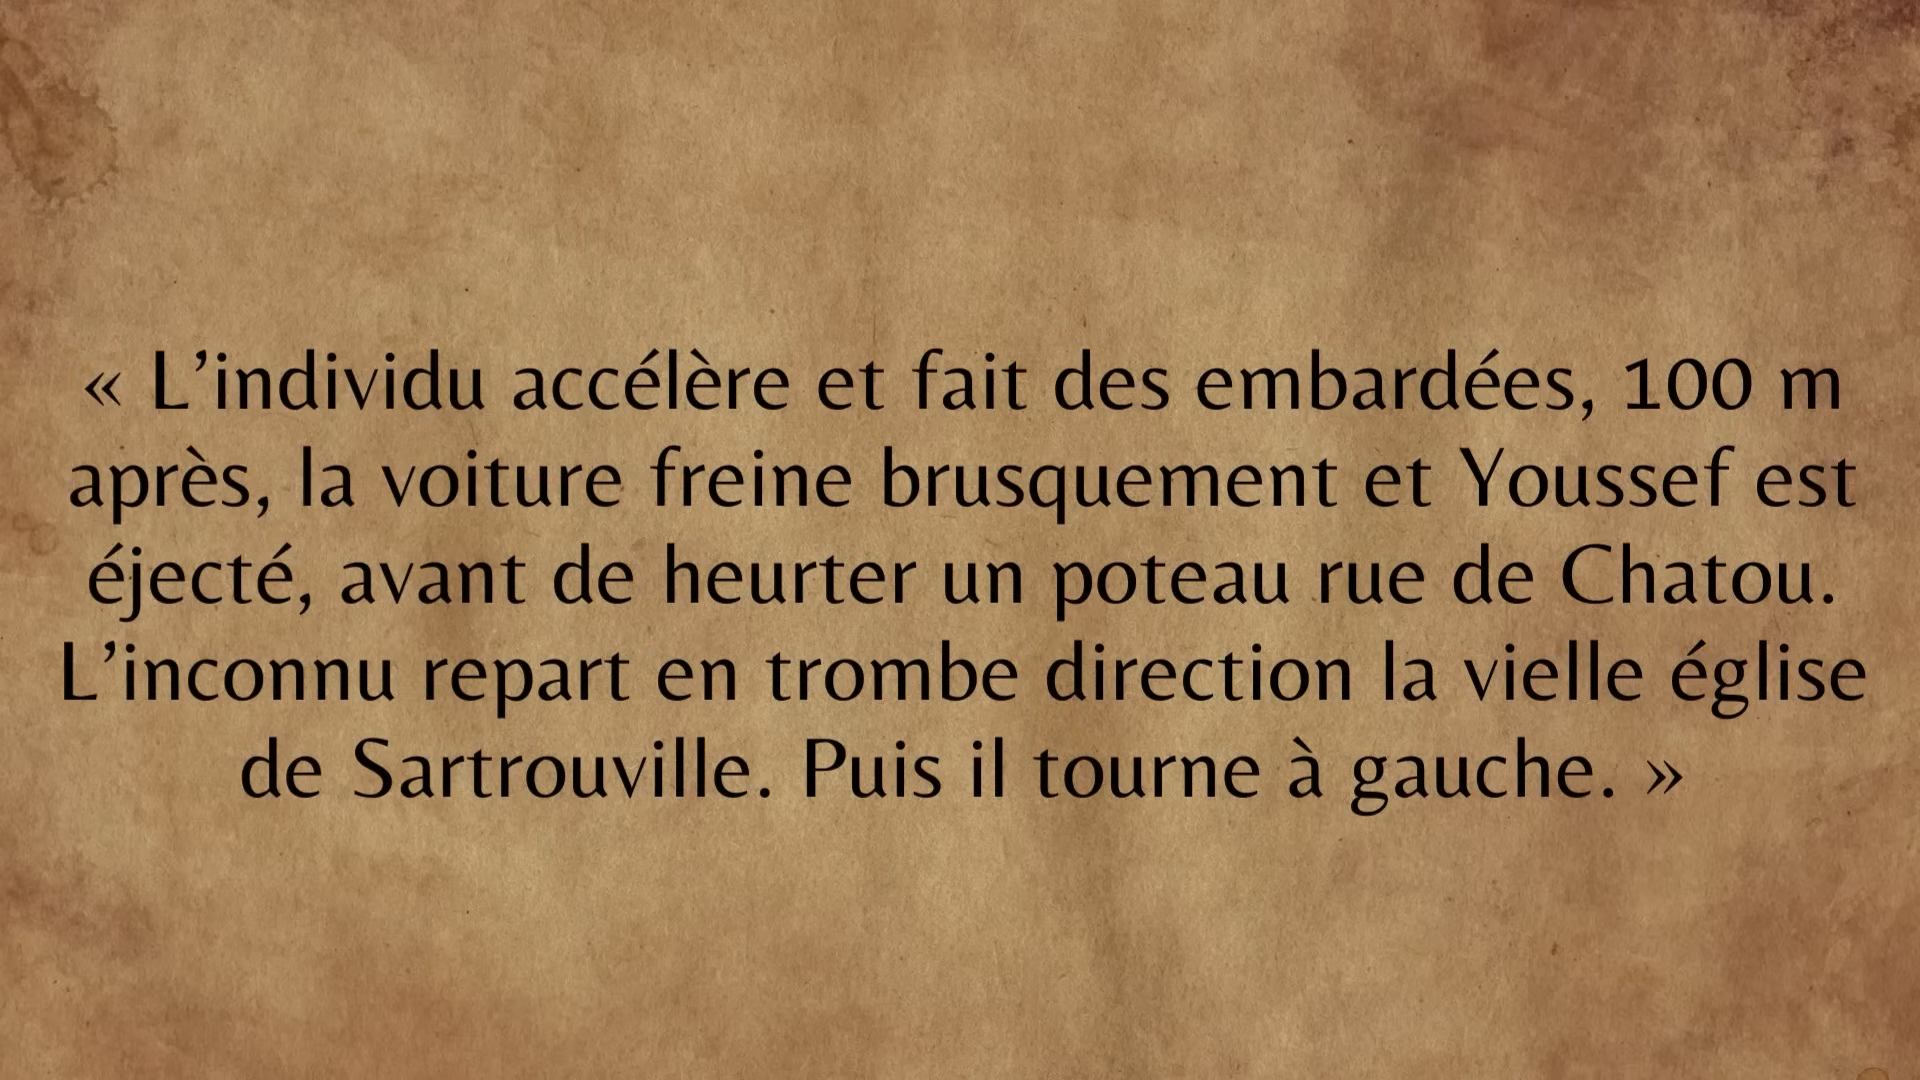 « L’individu accélère et fait des embardées, 100 m
après, la voiture freine brusquement et Youssef est
éjecté, avant de heurter un poteau rue de Chatou.
L’inconnu repart en trombe direction la vielle église
de Sartrouville. Puis il tourne à gauche. »